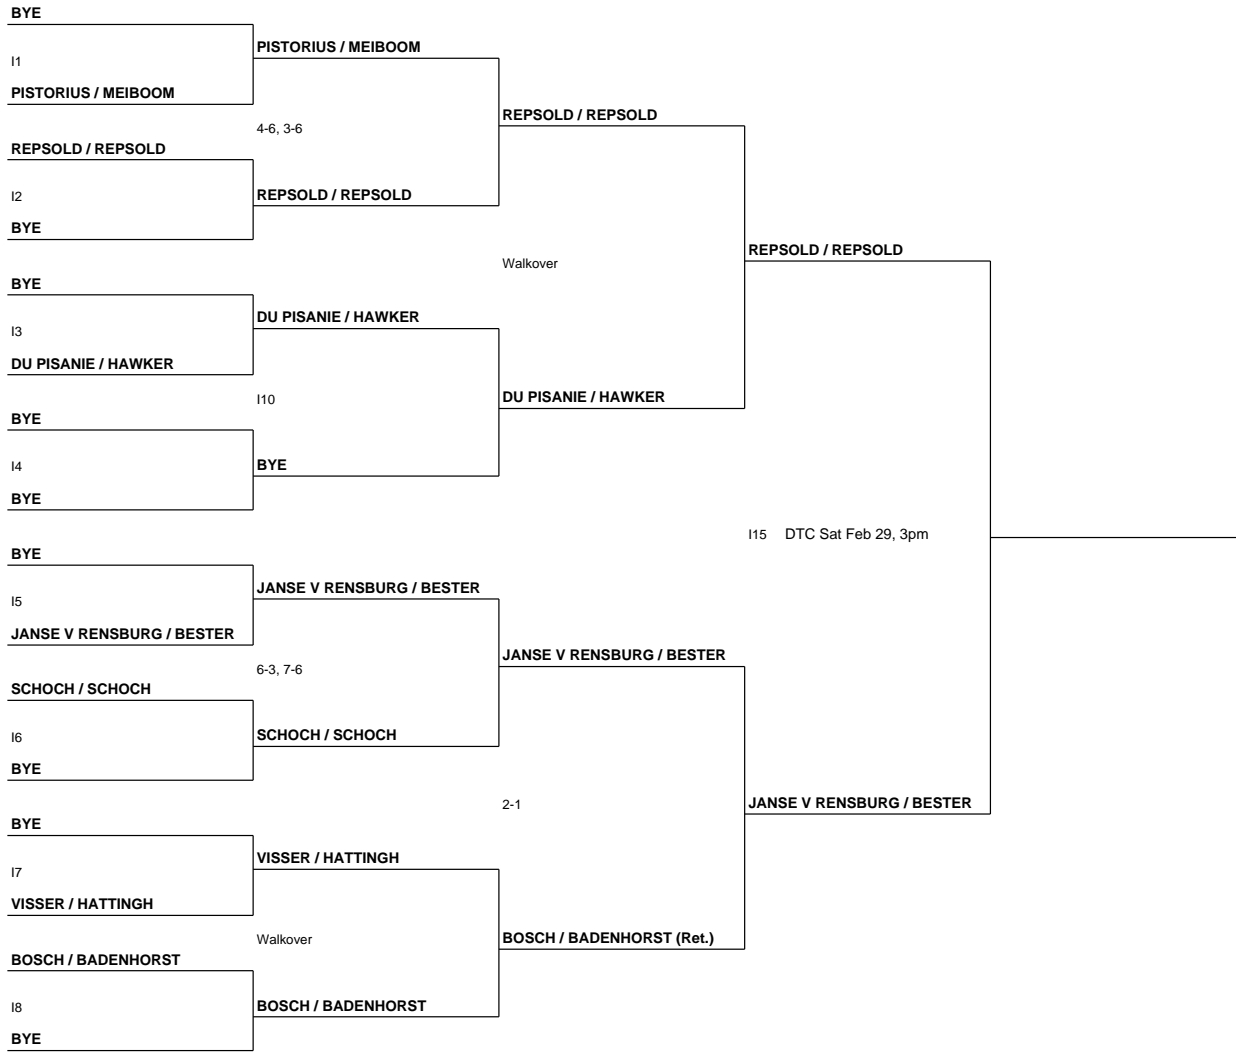 BYE
I1
PISTORIUS / MEIBOOM
PISTORIUS / MEIBOOM
4-6, 3-6
REPSOLD / REPSOLD
REPSOLD / REPSOLD
I2
REPSOLD / REPSOLD
BYE
Walkover
REPSOLD / REPSOLD
BYE
I3
DU PISANIE / HAWKER
DU PISANIE / HAWKER
I10
DU PISANIE / HAWKER
BYE
I4
BYE
BYE
I15 DTC Sat Feb 29, 3pm
BYE
I5
JANSE V RENSBURG / BESTER
JANSE V RENSBURG / BESTER
6-3, 7-6
JANSE V RENSBURG / BESTER
SCHOCH / SCHOCH
I6
SCHOCH / SCHOCH
BYE
2-1
JANSE V RENSBURG / BESTER
BYE
I7
VISSER / HATTINGH
VISSER / HATTINGH
Walkover
BOSCH / BADENHORST (Ret.)
BOSCH / BADENHORST
I8
BOSCH / BADENHORST
BYE